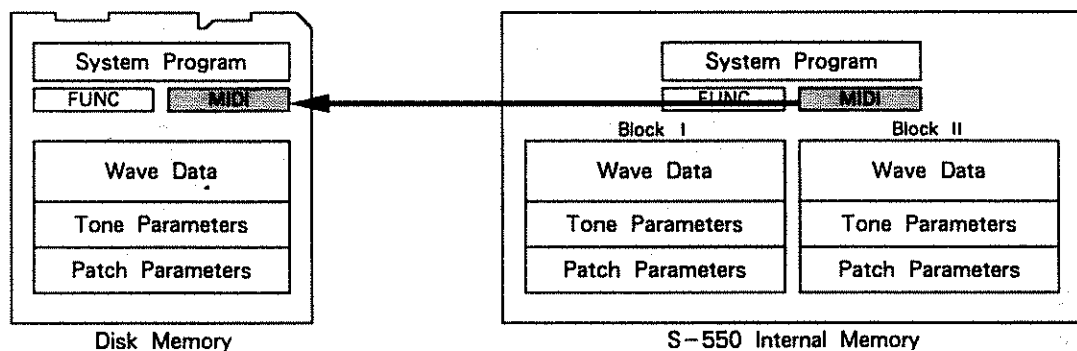 System Program
FUNC MIDI
Wave Data
Tone Parameters
Patch Parameters
Disk Memory
System Program
FUNC MIDI
Block I Block II
Wave Data Wave Data
Tone Parameters Tone Parameters
Patch Parameters Patch Parameters
S-550 Internal Memory